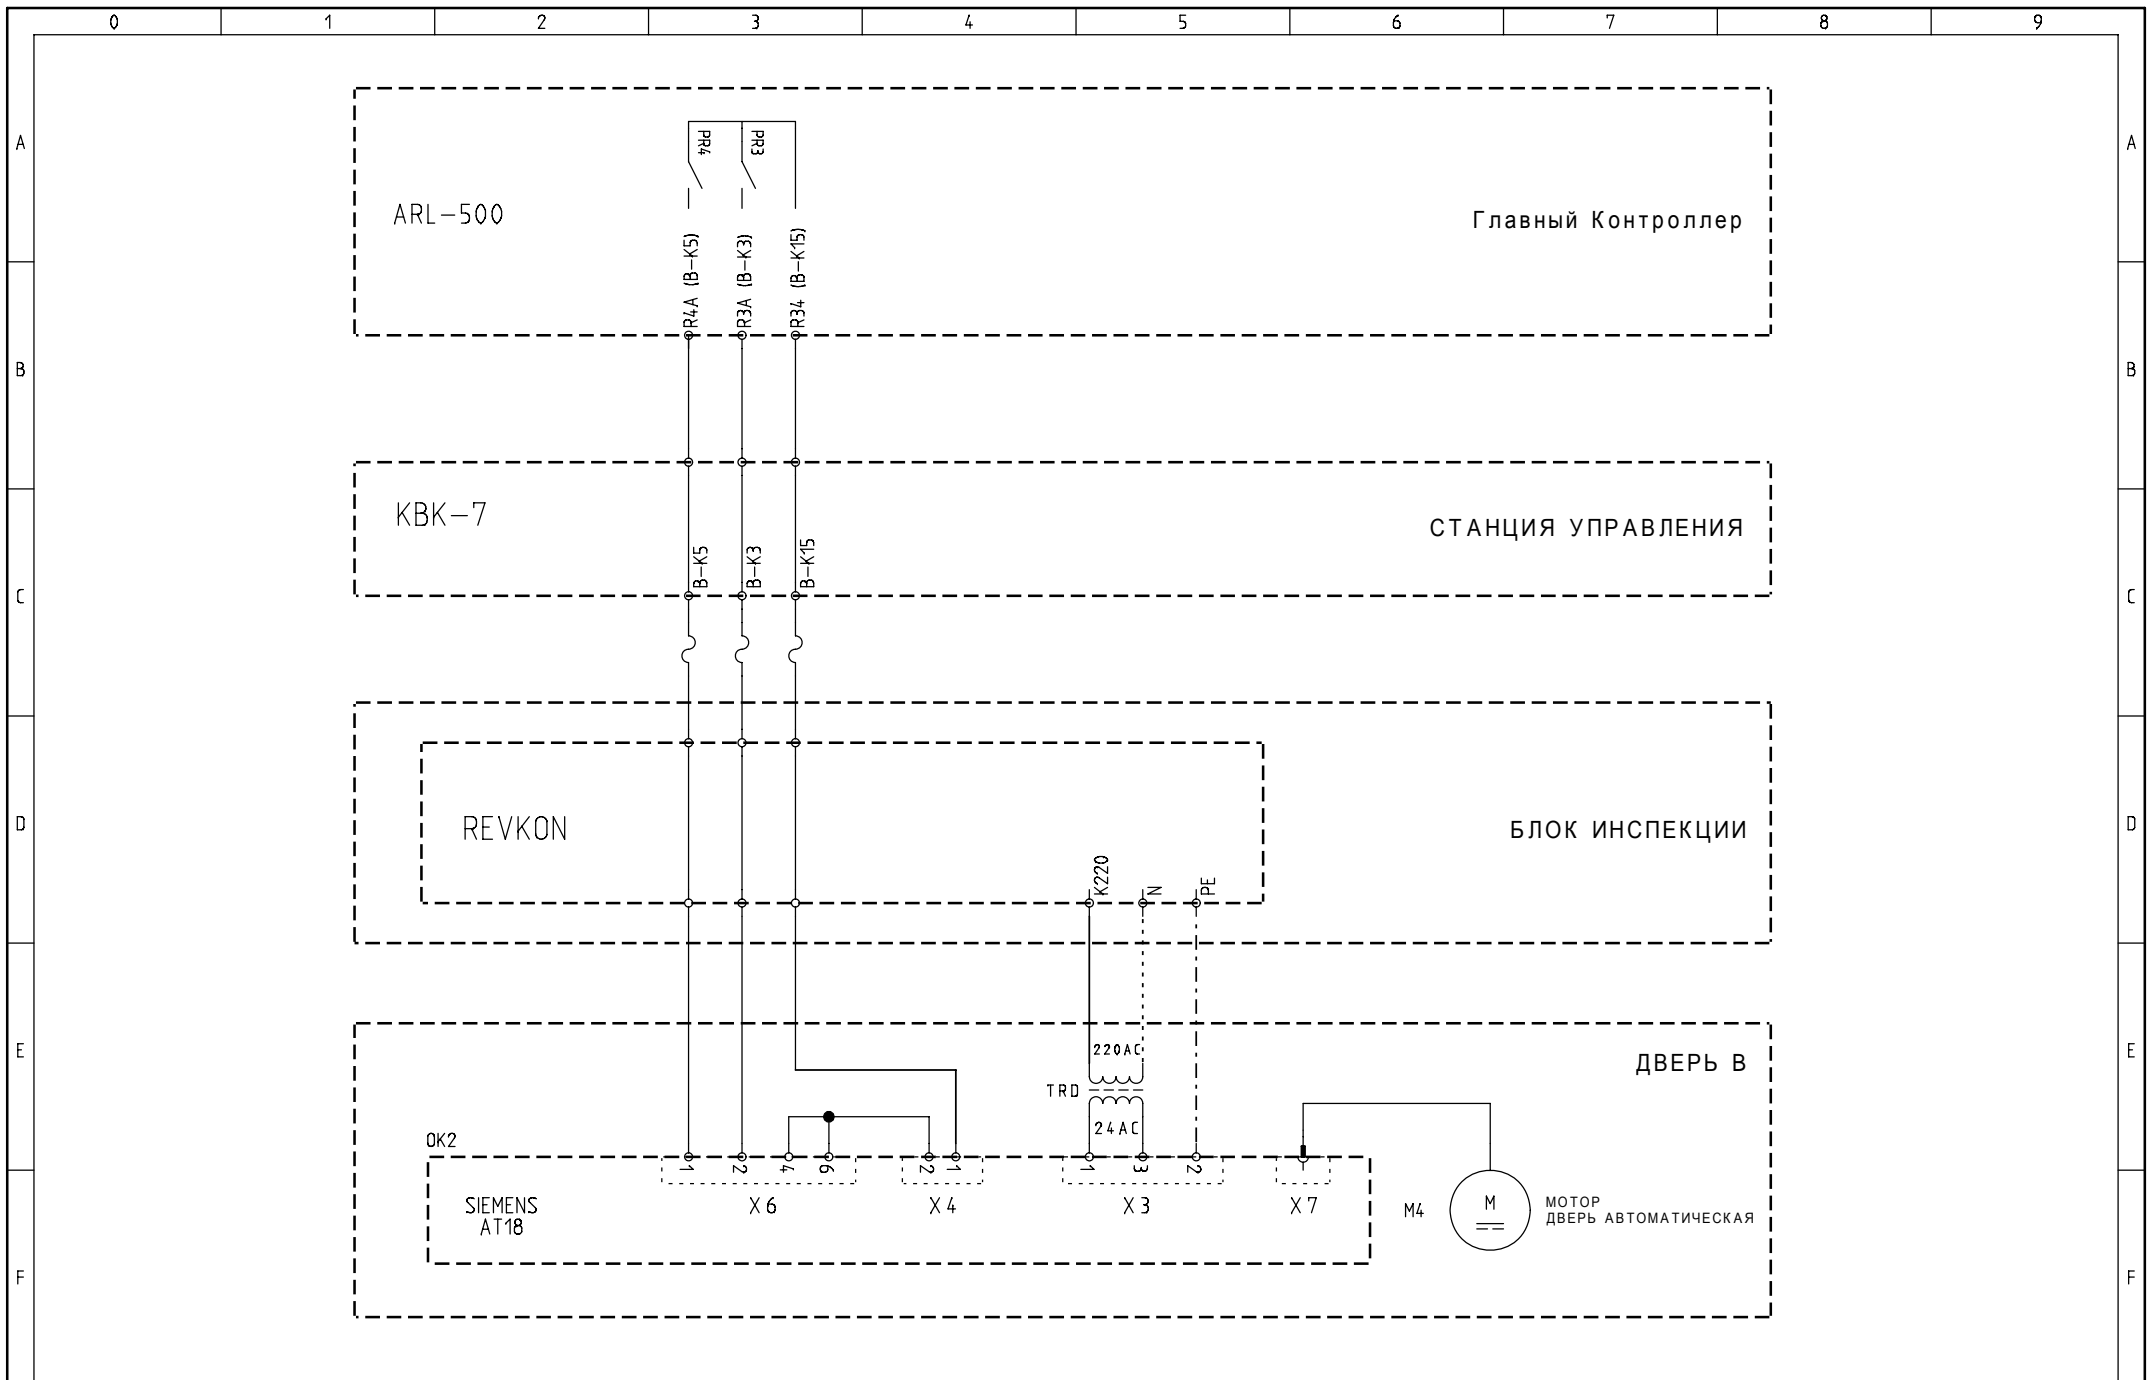 0 1 2 3 4 5 6 7 8 9
A A
PR4 PR3
ARL-500
Главный Контроллер
R4A (B-K5) R3A (B-K3) R34 (B-K15)
B B
KBK-7
СТАНЦИЯ УПРАВЛЕНИЯ
B-K5 B-K3 B-K15
C C
D D
REVKON
БЛОК ИНСПЕКЦИИ
K220 N PE
E E
220AC
ДВЕРЬ B
TRD
24AC
OK2
1 2 4 6 2 1 1 3 2
SIEMENS
AT18
X6 X4 X3 X7
M4 M
МОТОР
ДВЕРЬ АВТОМАТИЧЕСКАЯ
F F